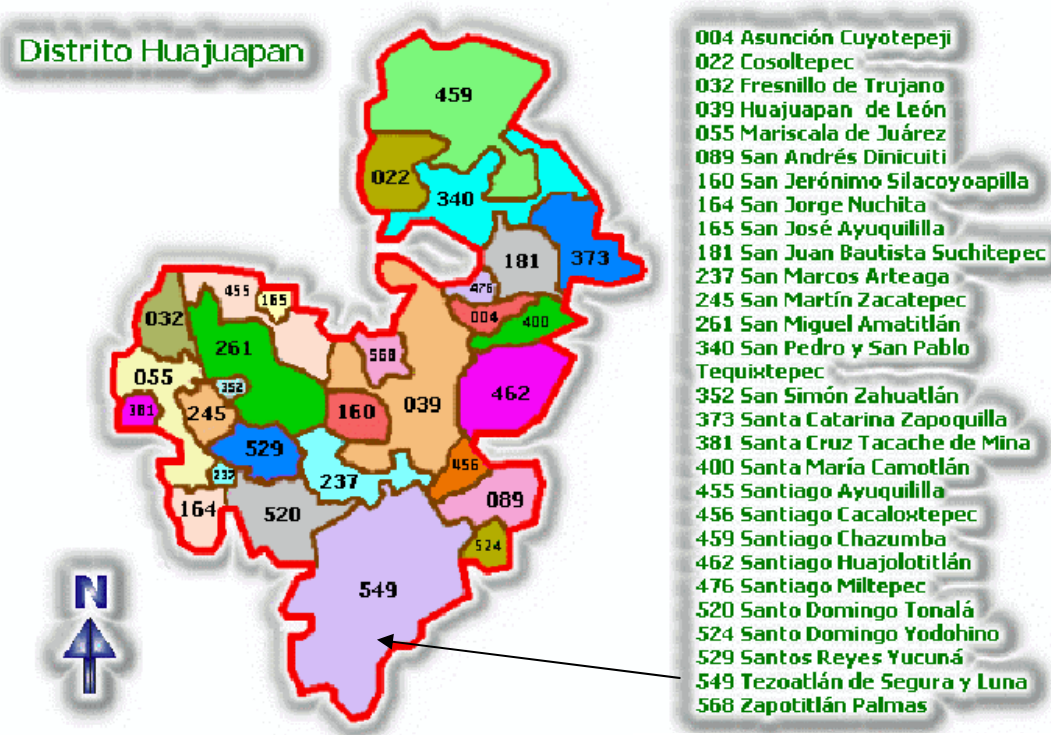 Distrito Huajuapan
459
022
340
181
373
476
004
400
455
165
032
261
568
055
352
462
381
245
160
039
529
237
456
237
164
520
089
524
549
N
004 Asunción Cuyotepeji
022 Cosoltepec
032 Fresnillo de Trujano
039 Huajuapan de León
055 Mariscala de Juárez
089 San Andrés Dinicuiti
160 San Jerónimo Silacoyoapilla
164 San Jorge Nuchita
165 San José Ayuquililla
181 San Juan Bautista Suchitepec
237 San Marcos Arteaga
245 San Martín Zacatepec
261 San Miguel Amatitlán
340 San Pedro y San Pablo
Tequixtepec
352 San Simón Zahuatlán
373 Santa Catarina Zapoquilla
381 Santa Cruz Tacache de Mina
400 Santa María Camotlán
455 Santiago Ayuquililla
456 Santiago Cacaloxtepec
459 Santiago Chazumba
462 Santiago Huajolotitlán
476 Santiago Miltepec
520 Santo Domingo Tonalá
524 Santo Domingo Yodohino
529 Santos Reyes Yucuná
549 Tezoatlán de Segura y Luna
568 Zapotitlán Palmas